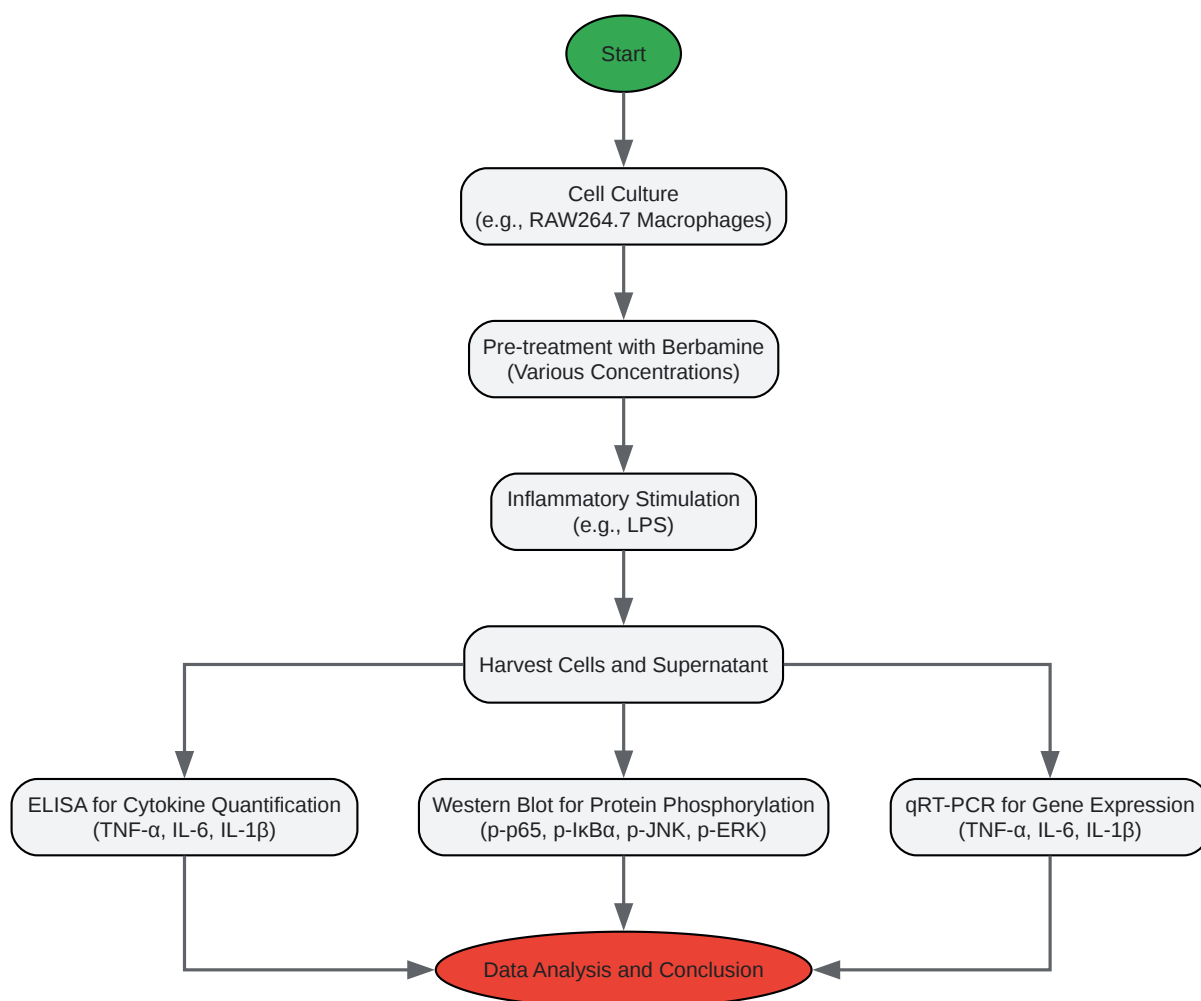 Start
Cell Culture
(e.g., RAW264.7 Macrophages)
Pre-treatment with Berbamine
(Various Concentrations)
Inflammatory Stimulation
(e.g., LPS)
Harvest Cells and Supernatant
ELISA for Cytokine Quantification
(TNF-α, IL-6, IL-1β)
Western Blot for Protein Phosphorylation
(p-p65, p-IκBα, p-JNK, p-ERK)
qRT-PCR for Gene Expression
(TNF-α, IL-6, IL-1β)
Data Analysis and Conclusion